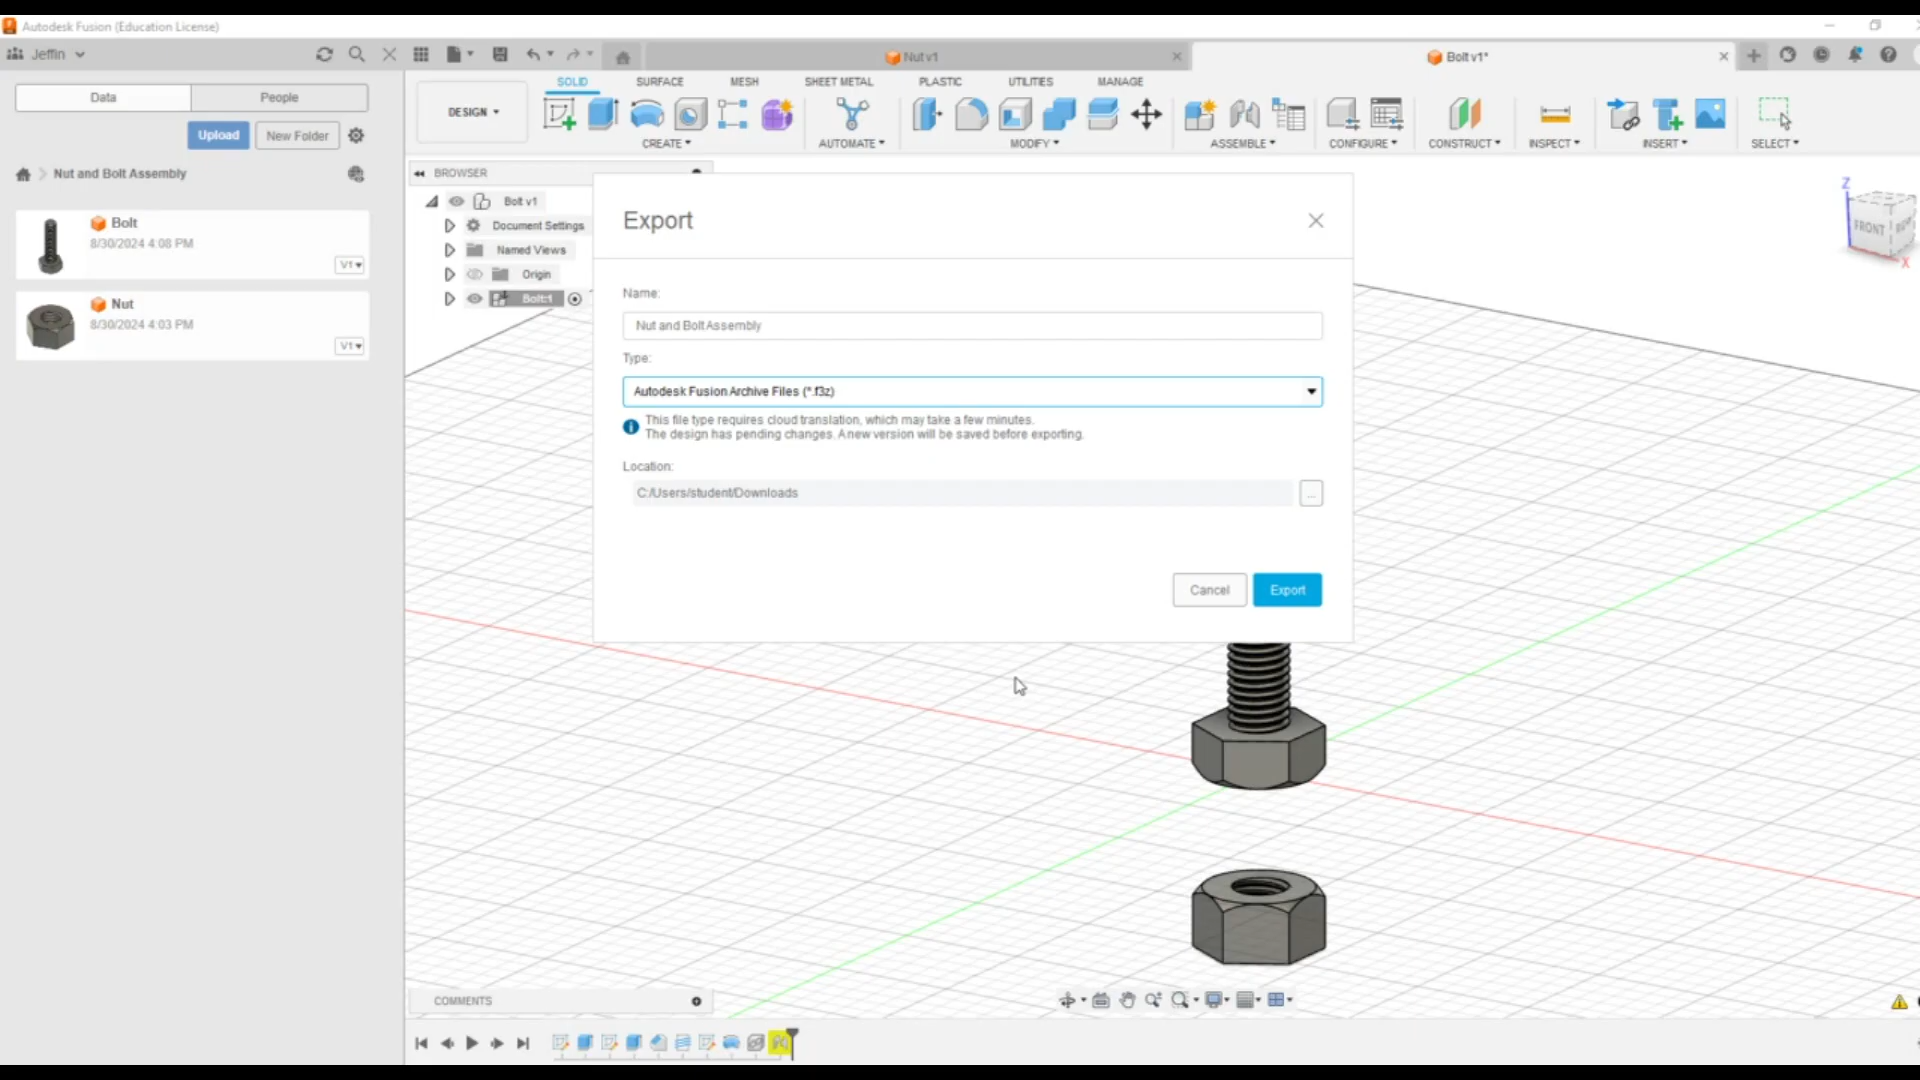 Autodesk Fusion (Education License)
Jeffin
Nut v1
Bolt v1*
Data
People
Upload
New Folder
Nut and Bolt Assembly
Bolt
8/30/2024 4:08 PM
V1
Nut
8/30/2024 4:03 PM
V1
DESIGN
SOLID
SURFACE
MESH
SHEET METAL
PLASTIC
UTILITIES
MANAGE
CREATE
AUTOMATE
MODIFY
ASSEMBLE
CONFIGURE
CONSTRUCT
INSPECT
INSERT
SELECT
BROWSER
Bolt v1
Document Settings
Named Views
Origin
Bolt:1
Export
Name:
Nut and Bolt Assembly
Type:
Autodesk Fusion Archive Files (*.f3z)
This file type requires cloud translation, which may take a few minutes.
The design has pending changes. A new version will be saved before exporting.
Location:
C:/Users/student/Downloads
...
Cancel
Export
Z
FRONT
X
COMMENTS